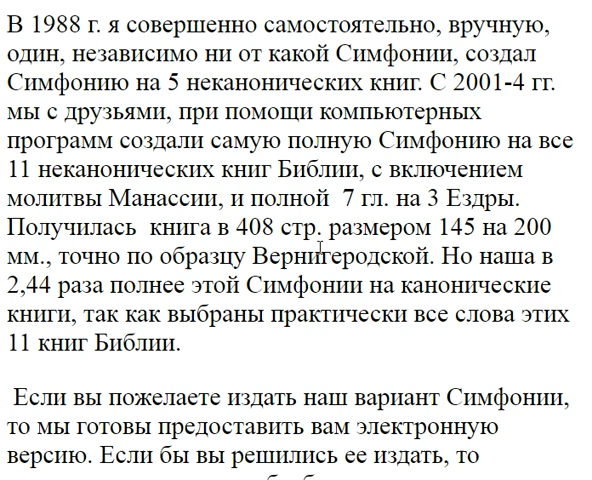 В 1988 г. я совершенно самостоятельно, вручную,
один, независимо ни от какой Симфонии, создал
Симфонию на 5 неканонических книг. С 2001-4 гг.
мы с друзьями, при помощи компьютерных
программ создали самую полную Симфонию на все
11 неканонических книг Библии, с включением
молитвы Манассии, и полной 7 гл. на 3 Ездры.
Получилась книга в 408 стр. размером 145 на 200
мм., точно по образцу Вернигеродской. Но наша в
2,44 раза полнее этой Симфонии на канонические
книги, так как выбраны практически все слова этих
11 книг Библии.
Если вы пожелаете издать наш вариант Симфонии,
то мы готовы предоставить вам электронную
версию. Если бы вы решились ее издать, то